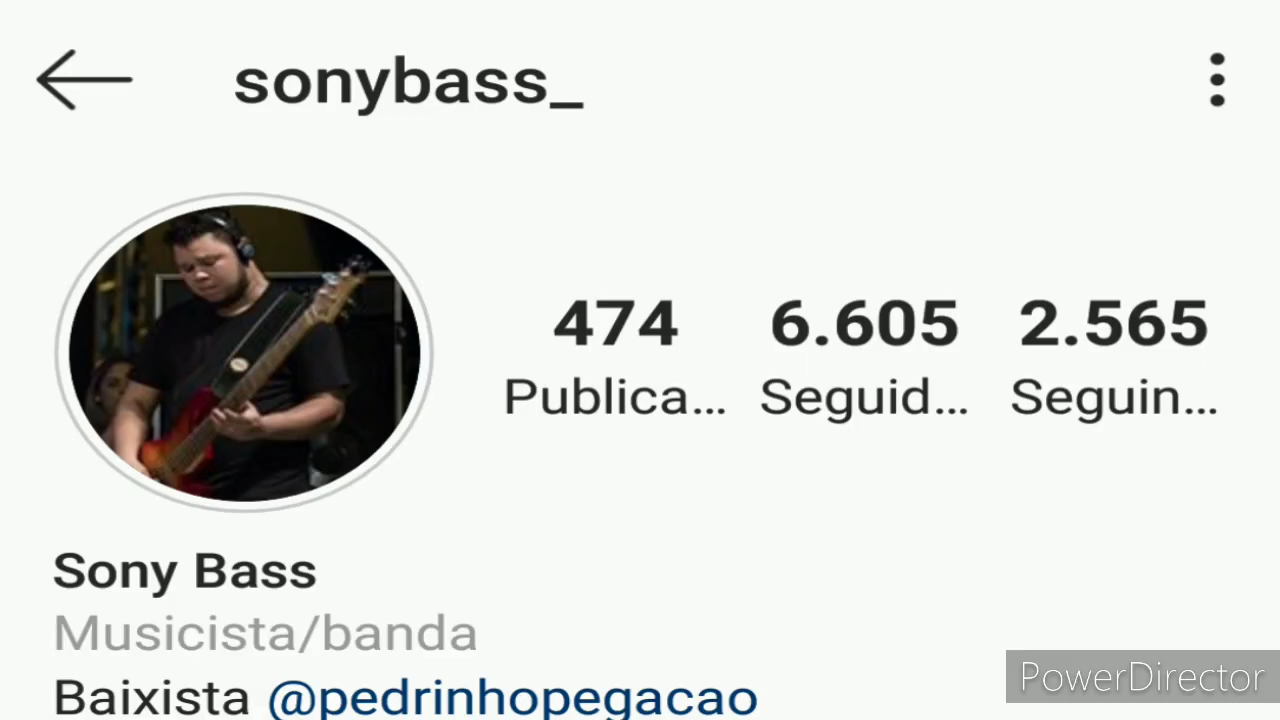 sonybass_
474 6.605 2.565
Publica... Seguid... Seguin...
Sony Bass
Musicista/banda
Baixista @pedrinhopegacao
PowerDirector